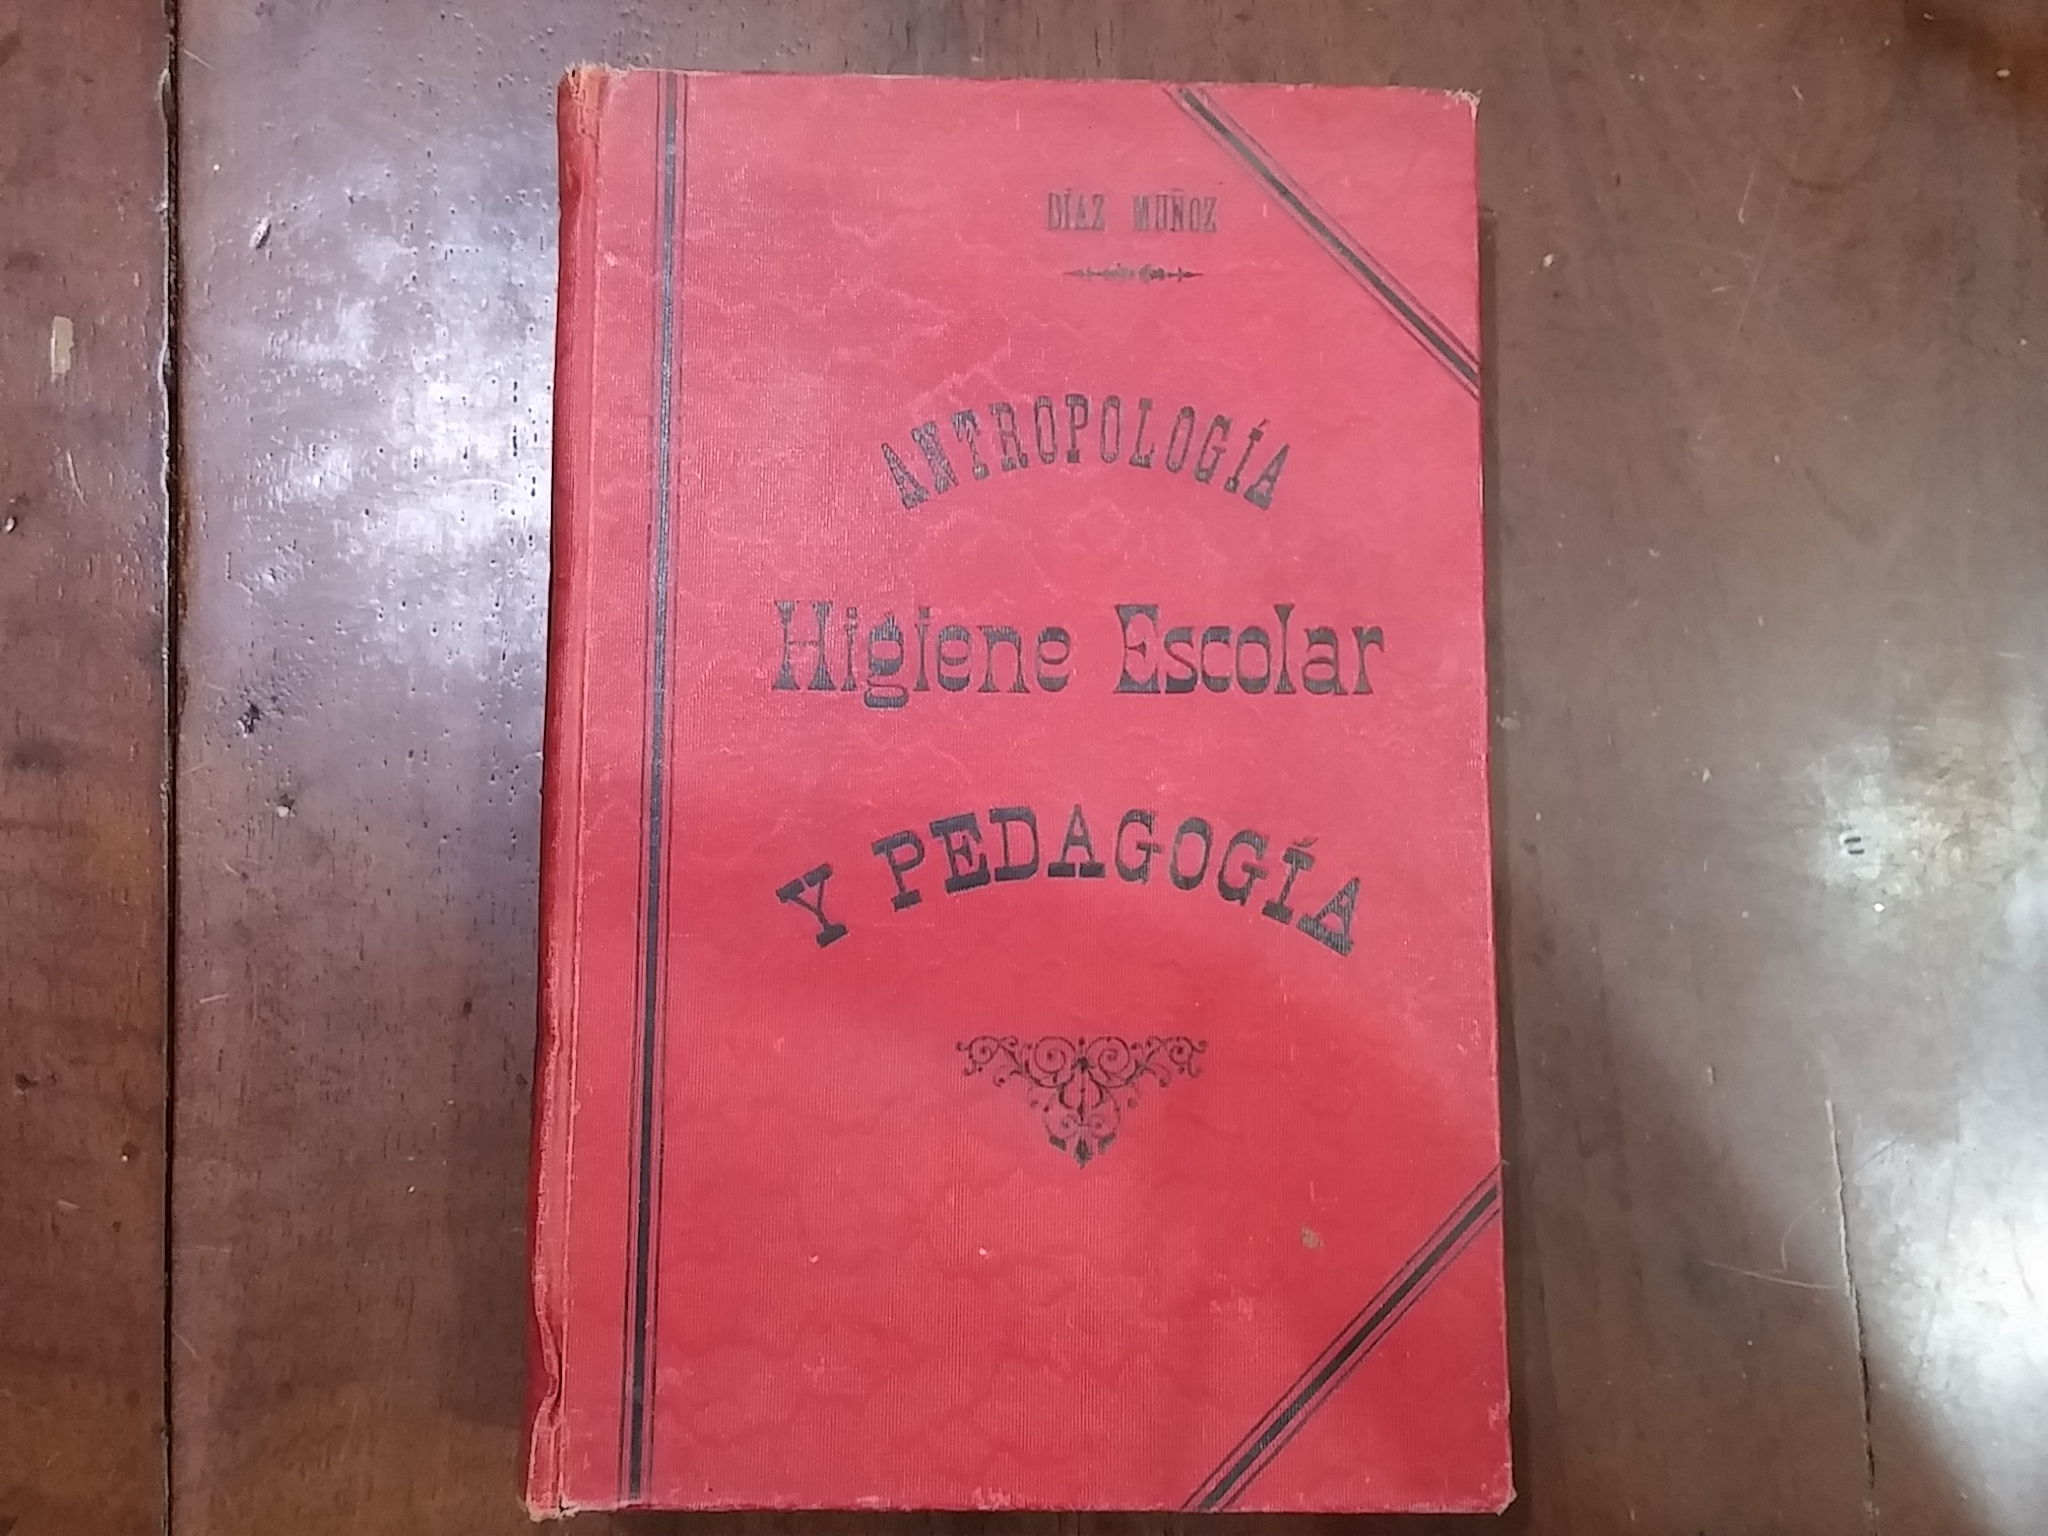 DÍAZ MUÑOZ
ANTROPOLOGÍA
Higiene Escolar
Y PEDAGOGÍA